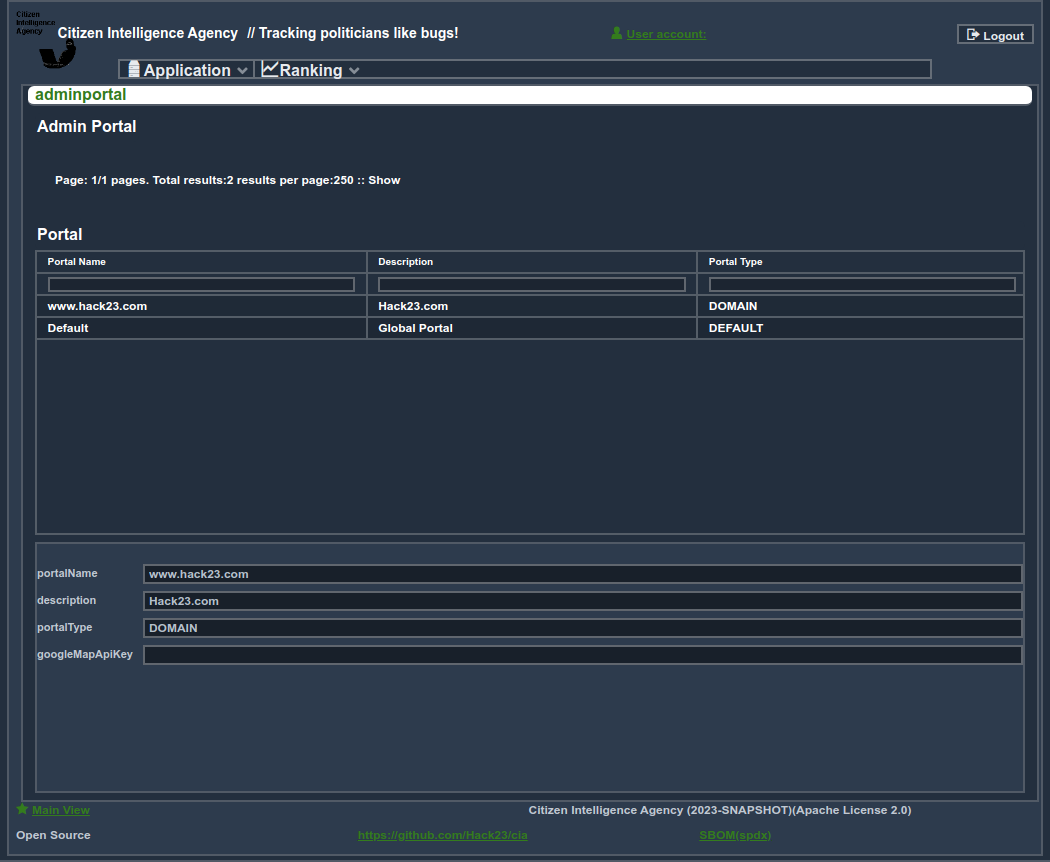 Citizen
Intelligence
Agency
Citizen Intelligence Agency // Tracking politicians like bugs!
User account:
Logout
Application
Ranking
adminportal
Admin Portal
Page: 1/1 pages. Total results:2 results per page:250 :: Show
Portal
Portal Name Description Portal Type
www.hack23.com Hack23.com DOMAIN
Default Global Portal DEFAULT
portalName www.hack23.com
description Hack23.com
portalType DOMAIN
googleMapApiKey
Main View Citizen Intelligence Agency (2023-SNAPSHOT)(Apache License 2.0)
Open Source https://github.com/Hack23/cia SBOM(spdx)